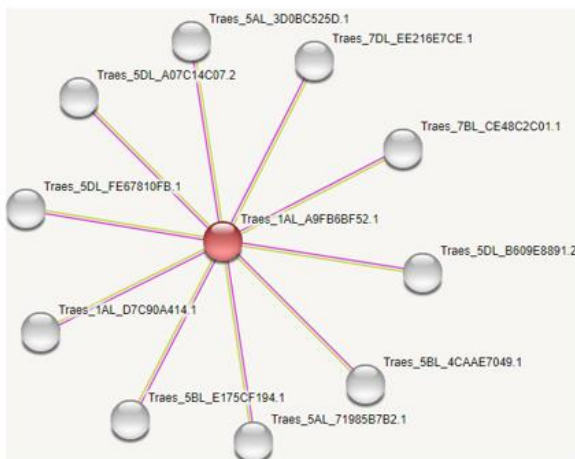 Traes_5AL_3D0BC525D.1
Traes_7DL_EE216E7CE.1
Traes_5DL_A07C14C07.2
Traes_7BL_CE48C2C01.1
Traes_5DL_FE67810FB.1
Traes_1AL_A9FB6BF52.1
Traes_5DL_B609E8891.2
Traes_1AL_D7C90A414.1
Traes_5BL_4CAAE7049.1
Traes_5BL_E175CF194.1
Traes_5AL_71985B7B2.1